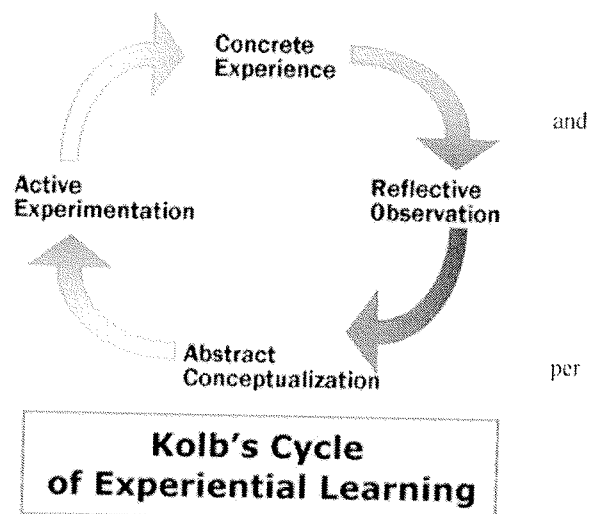 Concrete
Experience
and
Active
Experimentation
Reflective
Observation
Abstract
Conceptualization
per
Kolb's Cycle
of Experiential Learning